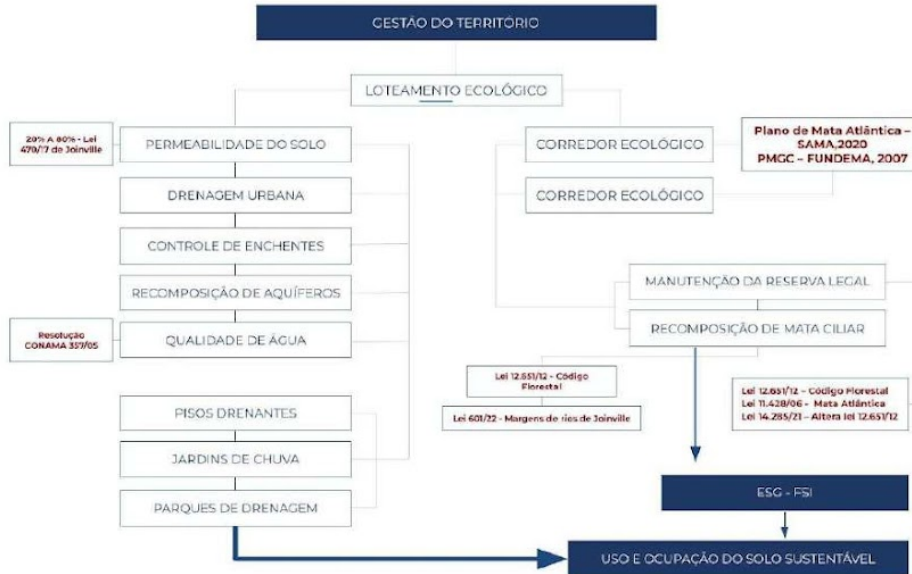 GESTÃO DO TERRITÓRIO
LOTEAMENTO ECOLÓGICO
20% A 80% - Lei
470/17 de Joinville
PERMEABILIDADE DO SOLO
DRENAGEM URBANA
CONTROLE DE ENCHENTES
RECOMPOSIÇÃO DE AQUÍFEROS
Resolução
CONAMA 357/05
QUALIDADE DE ÁGUA
PISOS DRENANTES
JARDINS DE CHUVA
PARQUES DE DRENAGEM
CORREDOR ECOLÓGICO
Plano de Mata Atlântica –
SAMA,2020
PMGC – FUNDEMA, 2007
CORREDOR ECOLÓGICO
MANUTENÇÃO DA RESERVA LEGAL
RECOMPOSIÇÃO DE MATA CILIAR
Lei 12.651/12 - Código
Florestal
Lei 601/22 - Margens de rios de Joinville
Lei 12.651/12 – Código Florestal
Lei 11.428/06 - Mata Atlântica
Lei 14.285/21 – Altera lei 12.651/12
ESG - FSI
USO E OCUPAÇÃO DO SOLO SUSTENTÁVEL